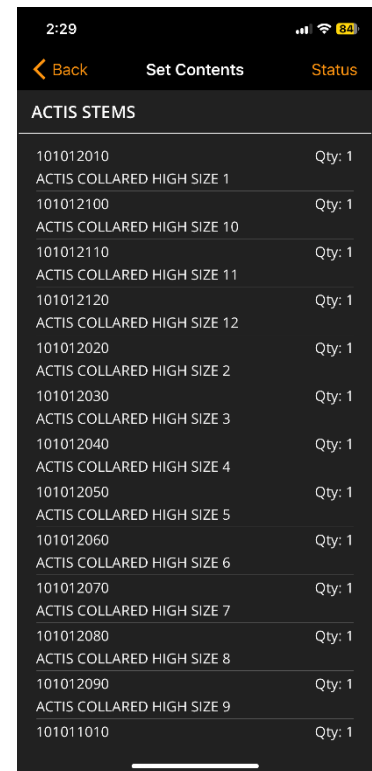 2:29
84
Back
Set Contents
Status
ACTIS STEMS
101012010 Qty: 1
ACTIS COLLARED HIGH SIZE 1
101012100 Qty: 1
ACTIS COLLARED HIGH SIZE 10
101012110 Qty: 1
ACTIS COLLARED HIGH SIZE 11
101012120 Qty: 1
ACTIS COLLARED HIGH SIZE 12
101012020 Qty: 1
ACTIS COLLARED HIGH SIZE 2
101012030 Qty: 1
ACTIS COLLARED HIGH SIZE 3
101012040 Qty: 1
ACTIS COLLARED HIGH SIZE 4
101012050 Qty: 1
ACTIS COLLARED HIGH SIZE 5
101012060 Qty: 1
ACTIS COLLARED HIGH SIZE 6
101012070 Qty: 1
ACTIS COLLARED HIGH SIZE 7
101012080 Qty: 1
ACTIS COLLARED HIGH SIZE 8
101012090 Qty: 1
ACTIS COLLARED HIGH SIZE 9
101011010 Qty: 1